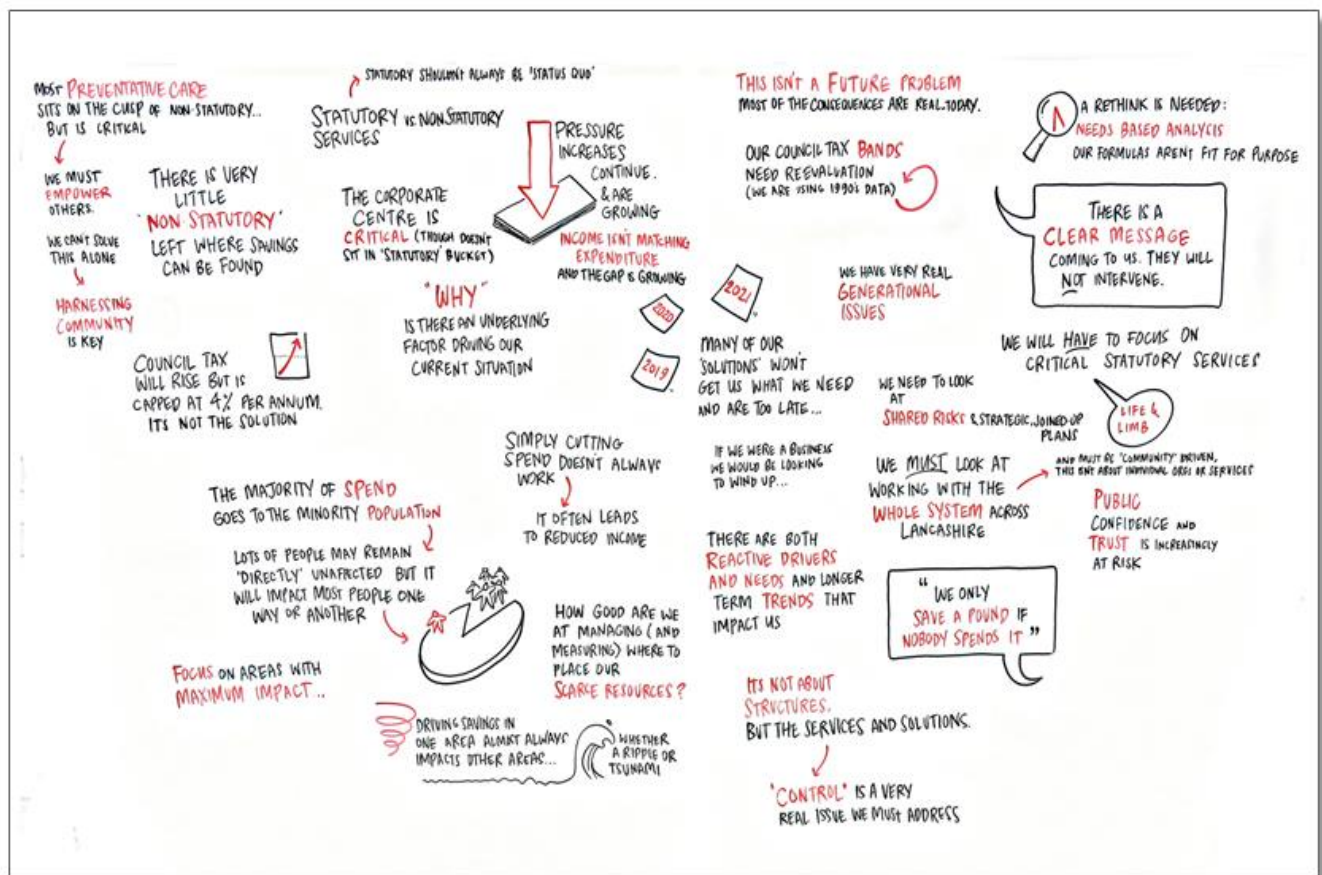 MOST PREVENTATIVE CARE
SITS ON THE CUSP OF NON-STATUTORY...
BUT IS CRITICAL
WE MUST
EMPOWER
OTHERS.
WE CAN'T SOLVE
THIS ALONE
HARNESSING
COMMUNITY
IS KEY
THERE IS VERY
LITTLE
'NON-STATUTORY'
LEFT WHERE SAVINGS
CAN BE FOUND
COUNCIL TAX
WILL RISE BUT IS
CAPPED AT 4% PER ANNUM.
IT'S NOT THE SOLUTION
STATUTORY SHOULDN'T ALWAYS BE 'STATUS QUO'
STATUTORY VS NON STATUTORY
SERVICES
THE CORPORATE
CENTRE IS
CRITICAL (THOUGH DOESN'T
SIT IN 'STATUTORY' BUCKET)
"WHY"
IS THERE AN UNDERLYING
FACTOR DRIVING OUR
CURRENT SITUATION
PRESSURE
INCREASES
CONTINUE.
& ARE
GROWING
INCOME ISN'T MATCHING
EXPENDITURE
AND THE GAP IS GROWING
2021
2020
2019
THIS ISN'T A FUTURE PROBLEM
MOST OF THE CONSEQUENCES ARE REAL.TODAY.
OUR COUNCIL TAX BANDS
NEED REEVALUATION
(WE ARE USING 1990's DATA)
WE HAVE VERY REAL
GENERATIONAL
ISSUES
A RETHINK IS NEEDED:
NEEDS BASED ANALYSIS
OUR FORMULAS ARENT FIT FOR PURPOSE
THERE IS A
CLEAR MESSAGE
COMING TO US. THEY WILL
NOT INTERVENE.
WE WILL HAVE TO FOCUS ON
CRITICAL STATUTORY SERVICES
LIFE &
LIMB
MANY OF OUR
'SOLUTIONS' WON'T
GET US WHAT WE NEED
AND ARE TOO LATE...
IF WE WERE A BUSINESS
WE WOULD BE LOOKING
TO WIND UP...
WE NEED TO LOOK
AT
SHARED RISKS & STRATEGIC, JOINED-UP
PLANS
WE MUST LOOK AT
WORKING WITH THE
WHOLE SYSTEM ACROSS
LANCASHIRE
AND MUST BE 'COMMUNITY' DRIVEN,
THIS ISNT ABOUT INDIVIDUAL ORGS OR SERVICES
PUBLIC
CONFIDENCE AND
TRUST IS INCREASINGLY
AT RISK
SIMPLY CUTTING
SPEND DOESN'T ALWAYS
WORK
IT OFTEN LEADS
TO REDUCED INCOME
THE MAJORITY OF SPEND
GOES TO THE MINORITY POPULATION
LOTS OF PEOPLE MAY REMAIN
'DIRECTLY' UNAFFECTED BUT IT
WILL IMPACT MOST PEOPLE ONE
WAY OR ANOTHER
FOCUS ON AREAS WITH
MAXIMUM IMPACT...
HOW GOOD ARE WE
AT MANAGING (AND
MEASURING) WHERE TO
PLACE OUR
SCARCE RESOURCES?
DRIVING SAVINGS IN
ONE AREA ALMOST ALWAYS
IMPACTS OTHER AREAS...
WHETHER
A RIPPLE OR
TSUNAMI
THERE ARE BOTH
REACTIVE DRIVERS
AND NEEDS AND LONGER
TERM TRENDS THAT
IMPACT US
"WE ONLY
SAVE A POUND IF
NOBODY SPENDS IT"
ITS NOT ABOUT
STRUCTURES.
BUT THE SERVICES AND SOLUTIONS.
'CONTROL' IS A VERY
REAL ISSUE WE MUST ADDRESS